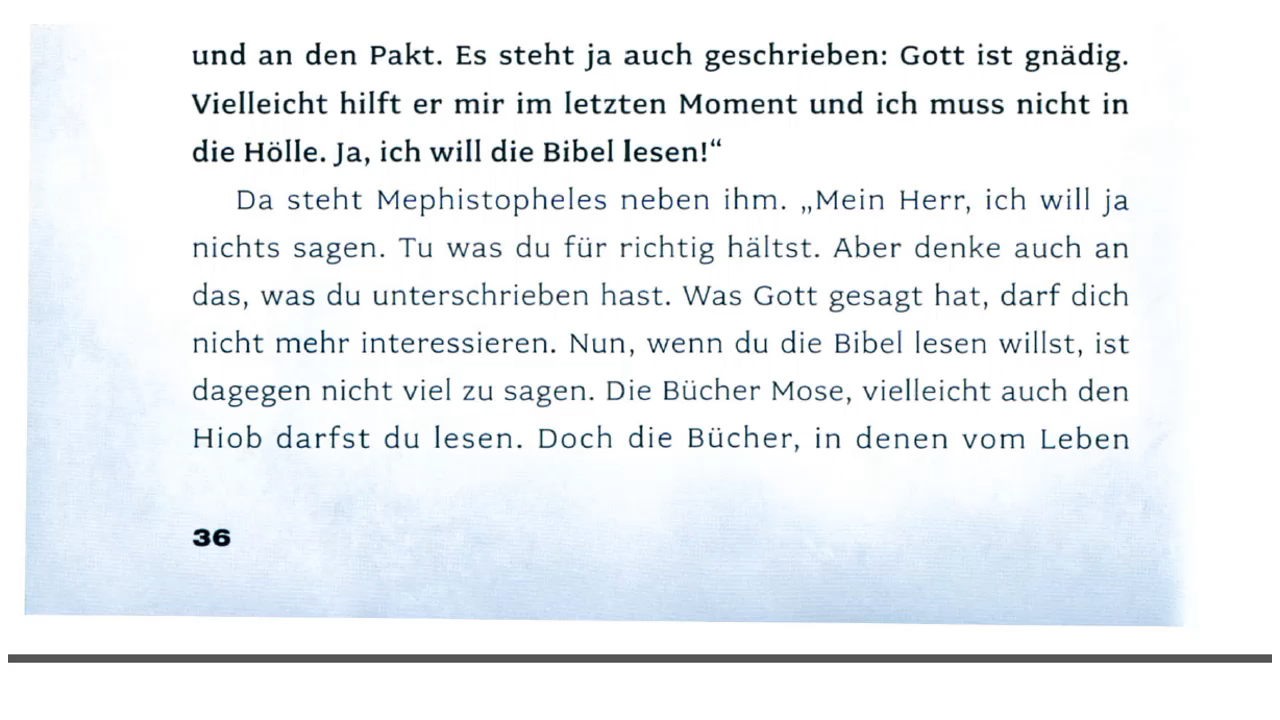 und an den Pakt. Es steht ja auch geschrieben: Gott ist gnädig.
Vielleicht hilft er mir im letzten Moment und ich muss nicht in
die Hölle. Ja, ich will die Bibel lesen!“
Da steht Mephistopheles neben ihm. „Mein Herr, ich will ja
nichts sagen. Tu was du für richtig hältst. Aber denke auch an
das, was du unterschrieben hast. Was Gott gesagt hat, darf dich
nicht mehr interessieren. Nun, wenn du die Bibel lesen willst, ist
dagegen nicht viel zu sagen. Die Bücher Mose, vielleicht auch den
Hiob darfst du lesen. Doch die Bücher, in denen vom Leben
36